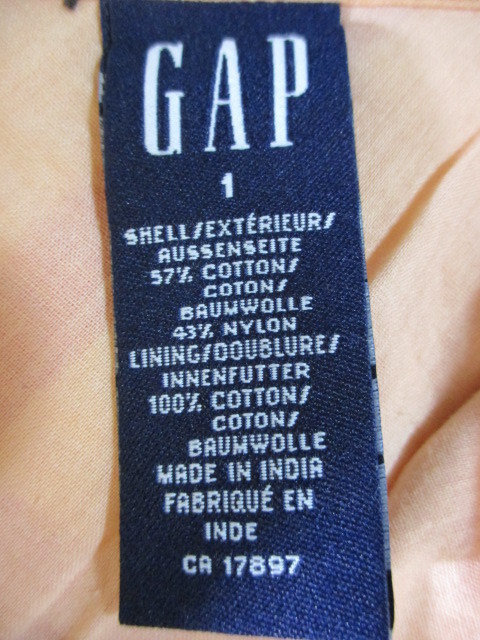 GAP
1
SHELL/EXTÉRIEUR/
AUSSENSEITE
57% COTTON/
COTON/
BAUMWOLLE
43% NYLON
LINING/DOUBLURE/
INNENFUTTER
100% COTTON/
COTON/
BAUMWOLLE
MADE IN INDIA
FABRIQUÉ EN
INDE
CA 17897